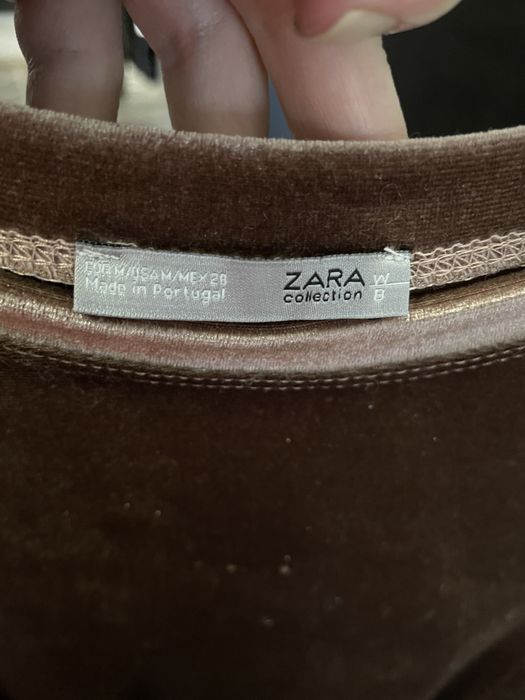 EUR M/USA M/MEX 28
Made in Portugal
ZARA
collection
W
B